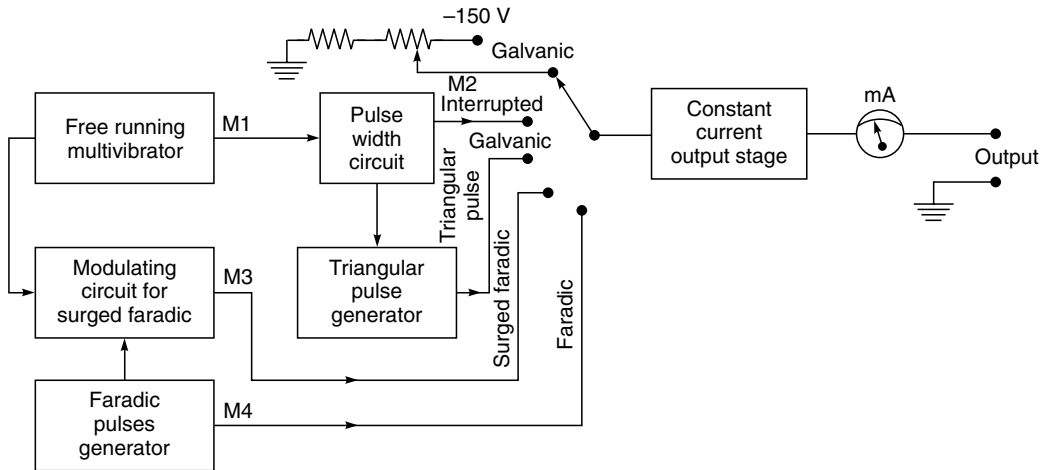 –150 V
Galvanic
M2
Interrupted
Galvanic
Free running
multivibrator
M1
Pulse
width
circuit
Constant
current
output stage
mA
Output
Triangular
pulse
Modulating
circuit for
surged faradic
M3
Triangular
pulse
generator
Surged faradic
Faradic
Faradic
pulses
generator
M4